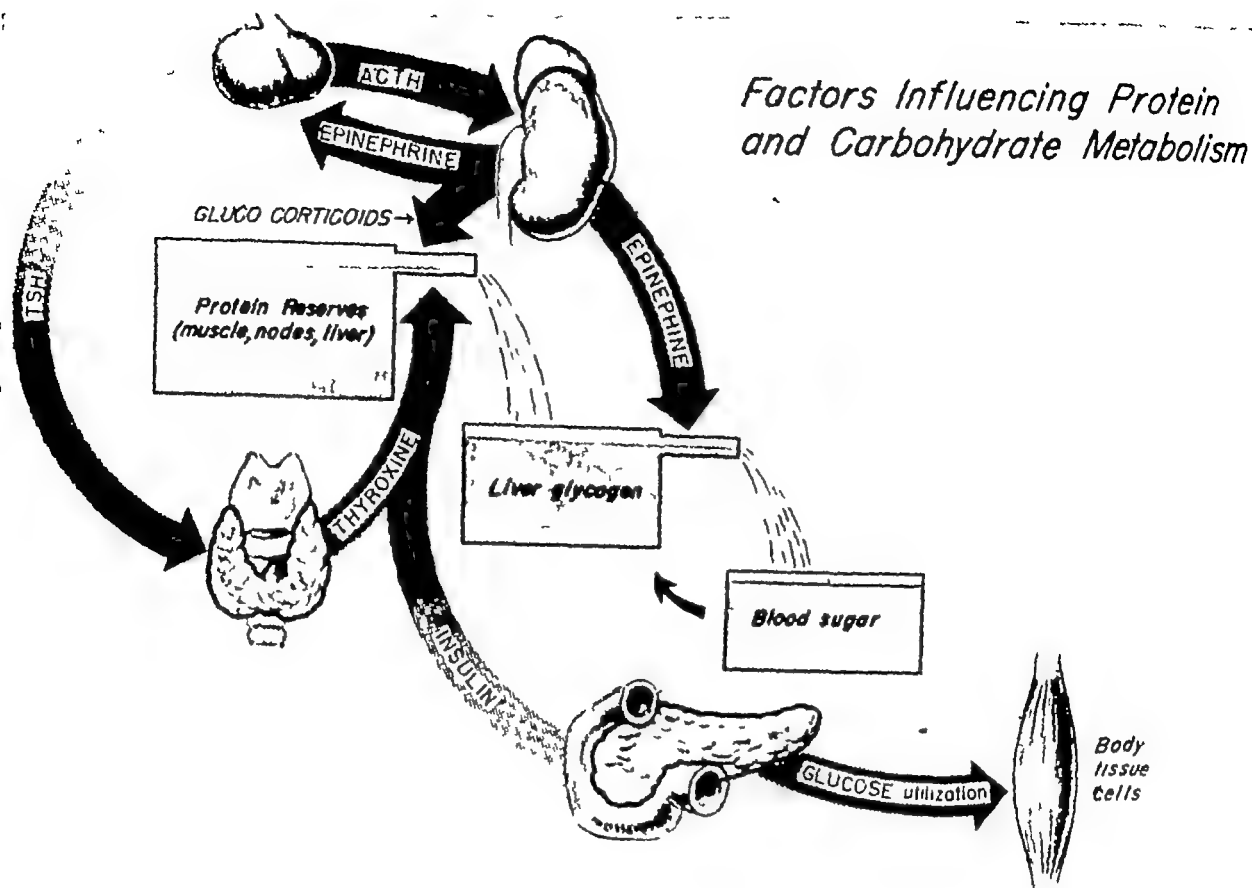 Factors Influencing Protein
and Carbohydrate Metabolism
ACTH
EPINEPHRINE
GLUCO CORTICOIDS→
EPINEPHINE
TSH
Protein Reserves
(muscle, nodes, liver)
THYROXINE
Liver glycogen
Blood sugar
INSULIN
GLUCOSE utilization
Body
tissue
cells